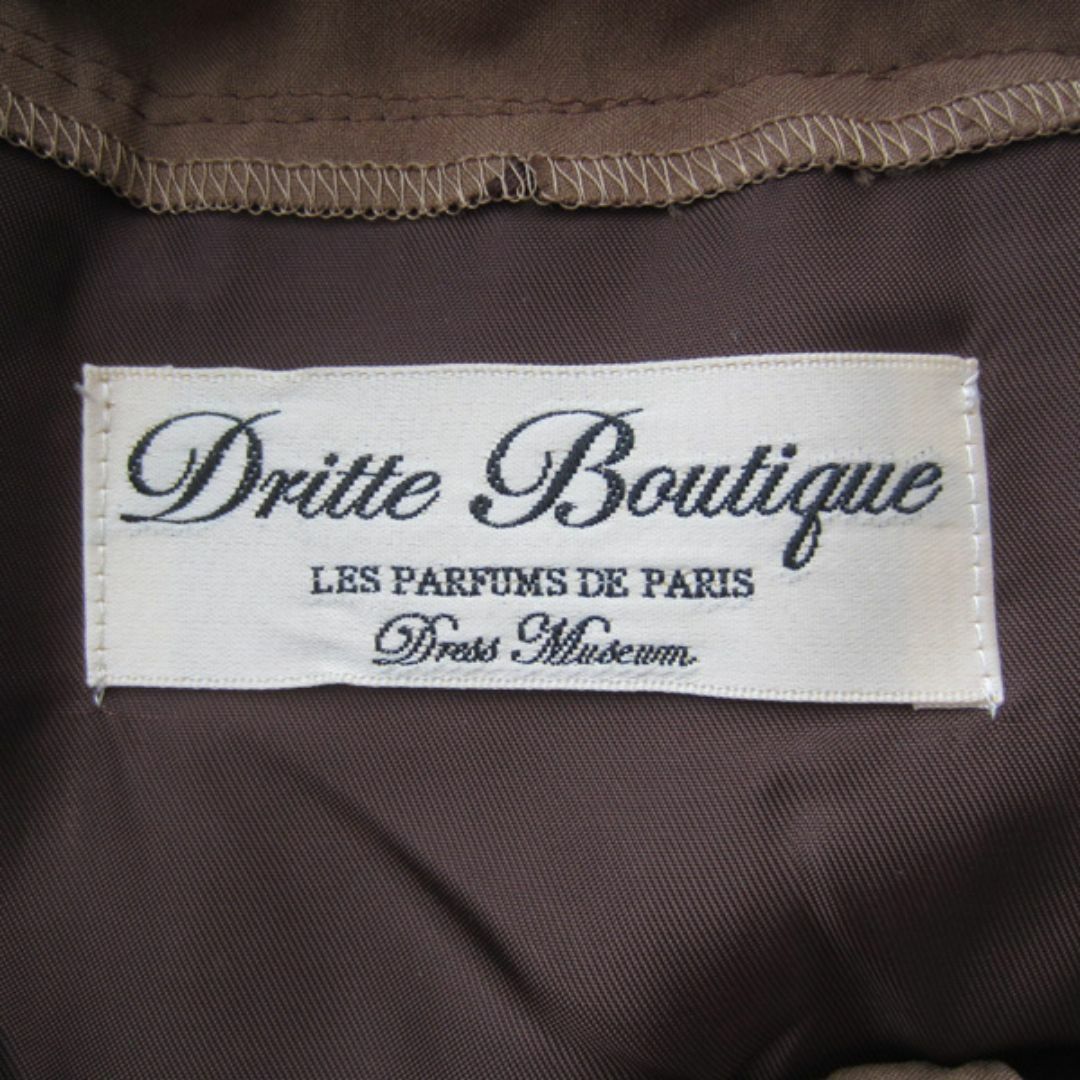 Dritte Boutique
LES PARFUMS DE PARIS
Dress Museum